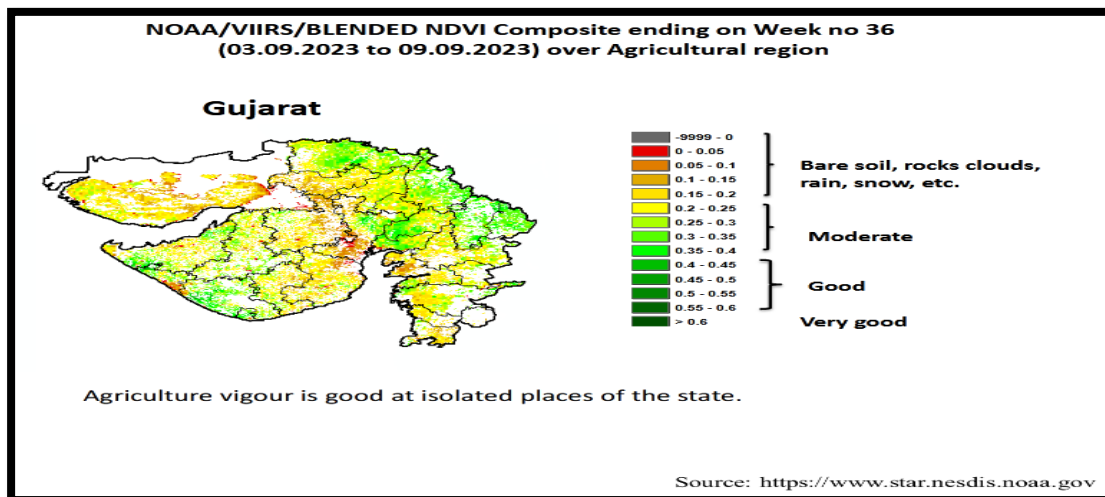 NOAA/VIIRS/BLENDED NDVI Composite ending on Week no 36
(03.09.2023 to 09.09.2023) over Agricultural region
Gujarat
-9999 - 0
0 - 0.05
0.05 - 0.1
0.1 - 0.15
0.15 - 0.2
0.2 - 0.25
0.25 - 0.3
0.3 - 0.35
0.35 - 0.4
0.4 - 0.45
0.45 - 0.5
0.5 - 0.55
0.55 - 0.6
> 0.6
Bare soil, rocks clouds,
rain, snow, etc.
Moderate
Good
Very good
Agriculture vigour is good at isolated places of the state.
Source: https://www.star.nesdis.noaa.gov